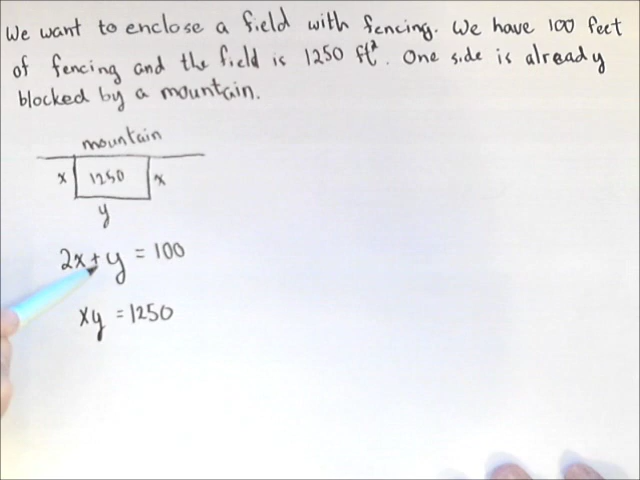 We want to enclose a field with fencing. We have 100 feet
of fencing and the field is 1250 ft². One side is already
blocked by a mountain.
mountain
x 1250 x
y
2x + y = 100
xy = 1250